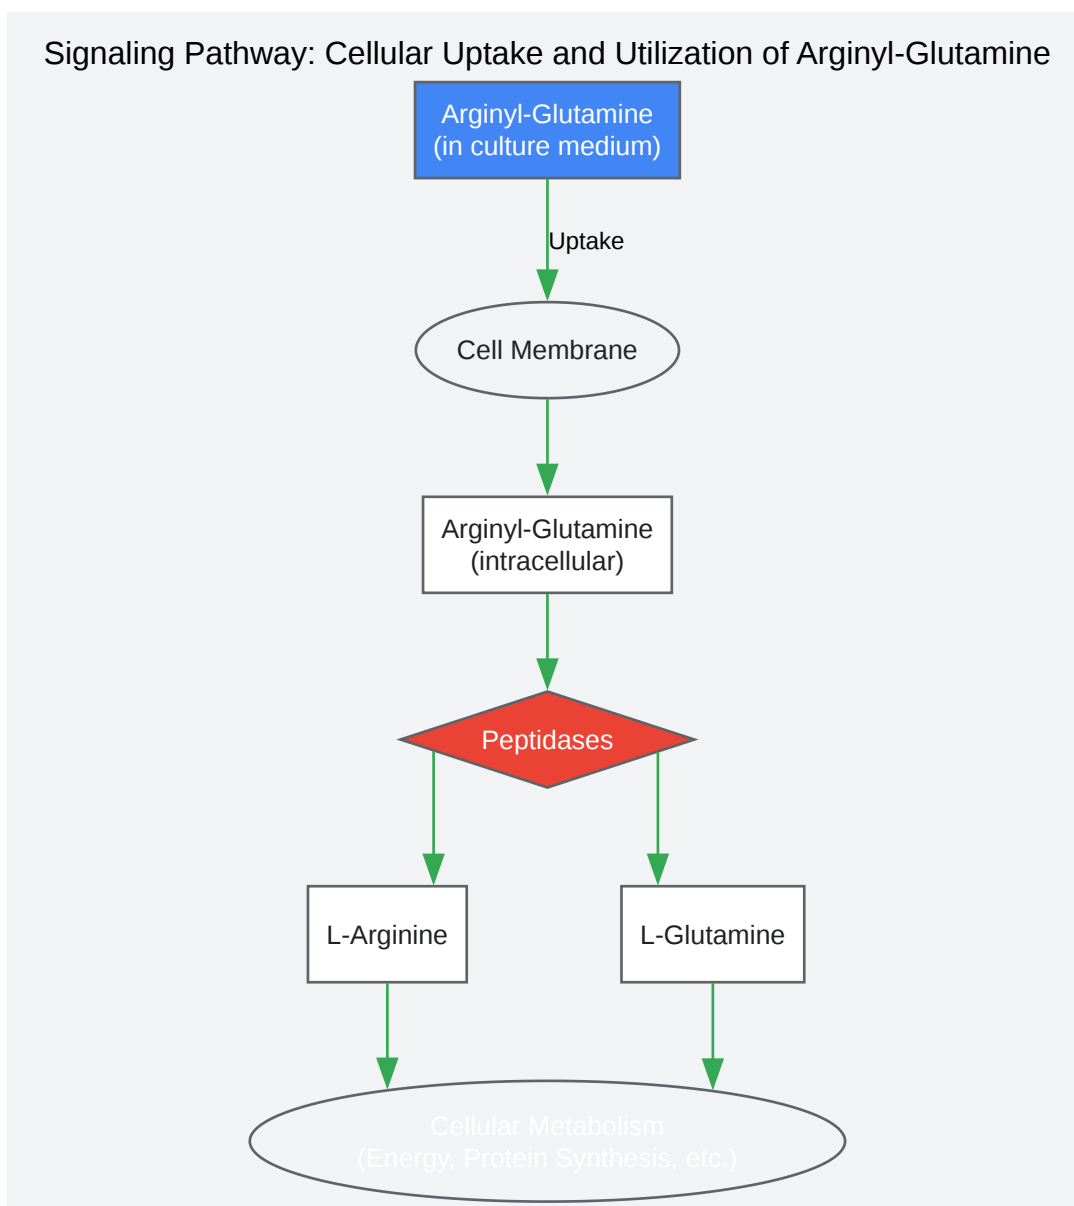 Signaling Pathway: Cellular Uptake and Utilization of Arginyl-Glutamine
Arginyl-Glutamine
(in culture medium)
Uptake
Cell Membrane
Arginyl-Glutamine
(intracellular)
Peptidases
L-Arginine
L-Glutamine
Cellular Metabolism
(Energy, Protein Synthesis, etc.)